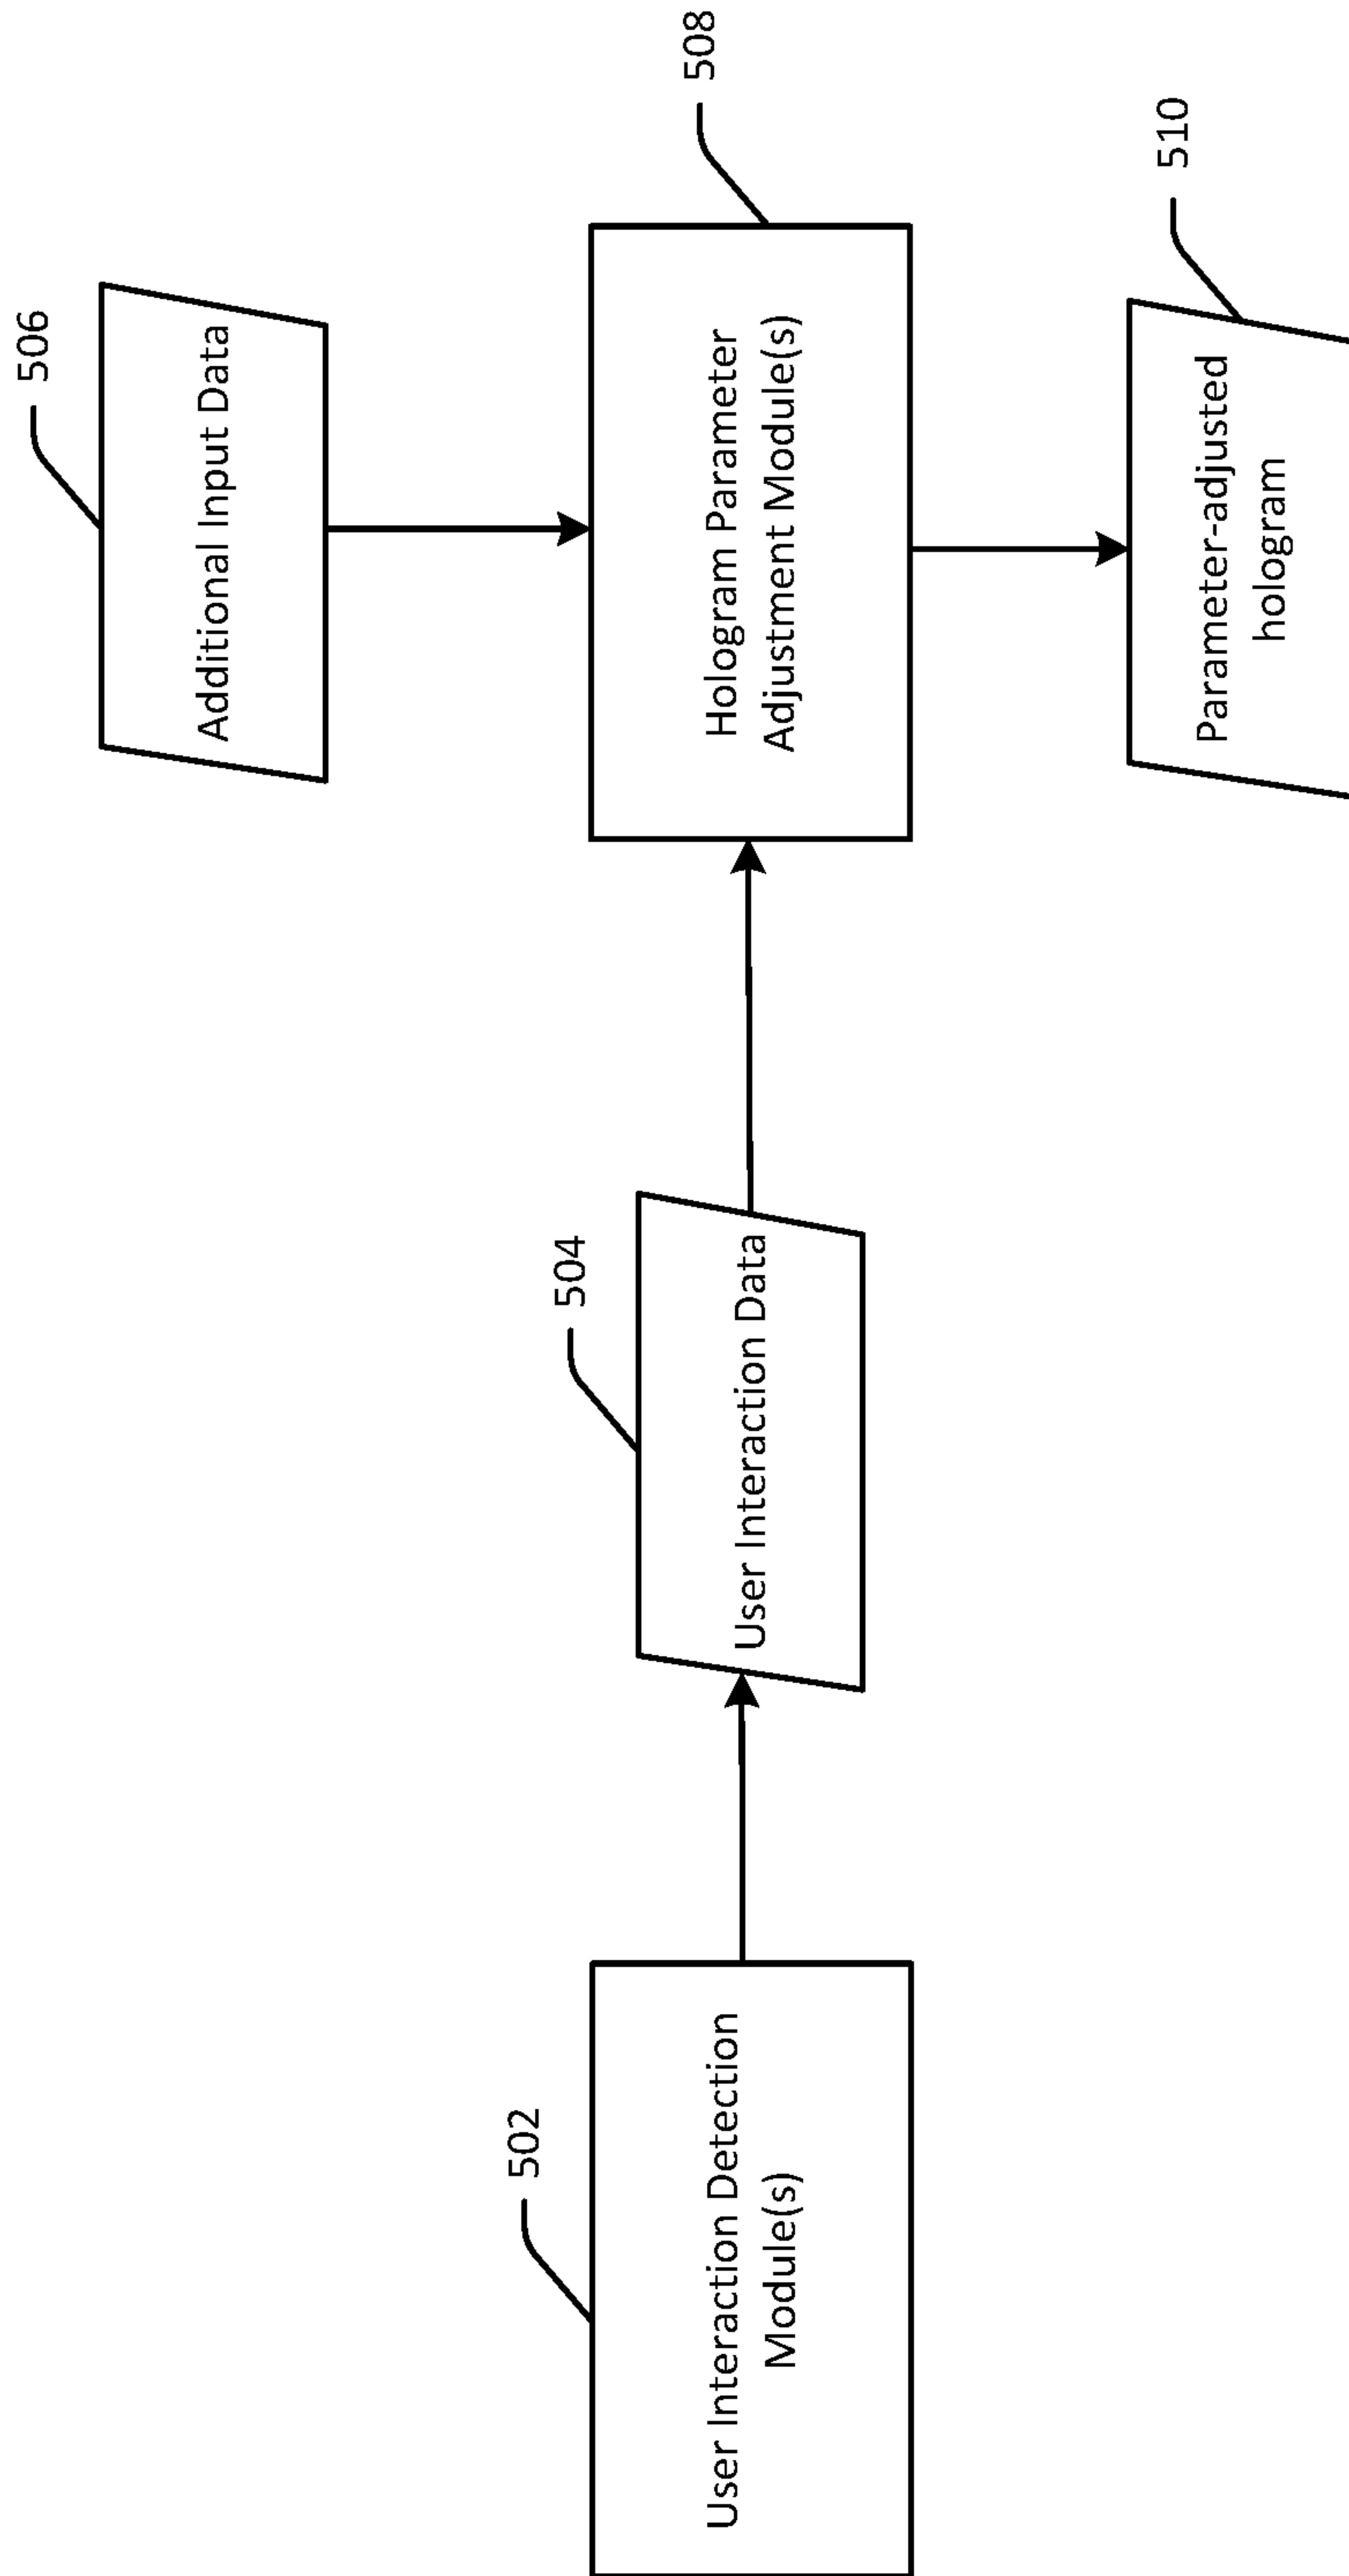 506
Additional Input Data
508
Hologram Parameter
Adjustment Module(s)
504
User Interaction Data
502
User Interaction Detection
Module(s)
510
Parameter-adjusted
hologram